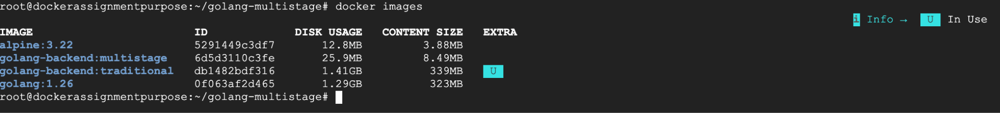 root@dockerassignmentpurpose:~/golang-multistage# docker images
i Info → U In Use
IMAGE ID DISK USAGE CONTENT SIZE EXTRA
alpine:3.22 5291449c3df7 12.8MB 3.88MB
golang-backend:multistage 6d5d3110c3fe 25.9MB 8.49MB
golang-backend:traditional db1482bdf316 1.41GB 339MB U
golang:1.26 0f063af2d465 1.29GB 323MB
root@dockerassignmentpurpose:~/golang-multistage#